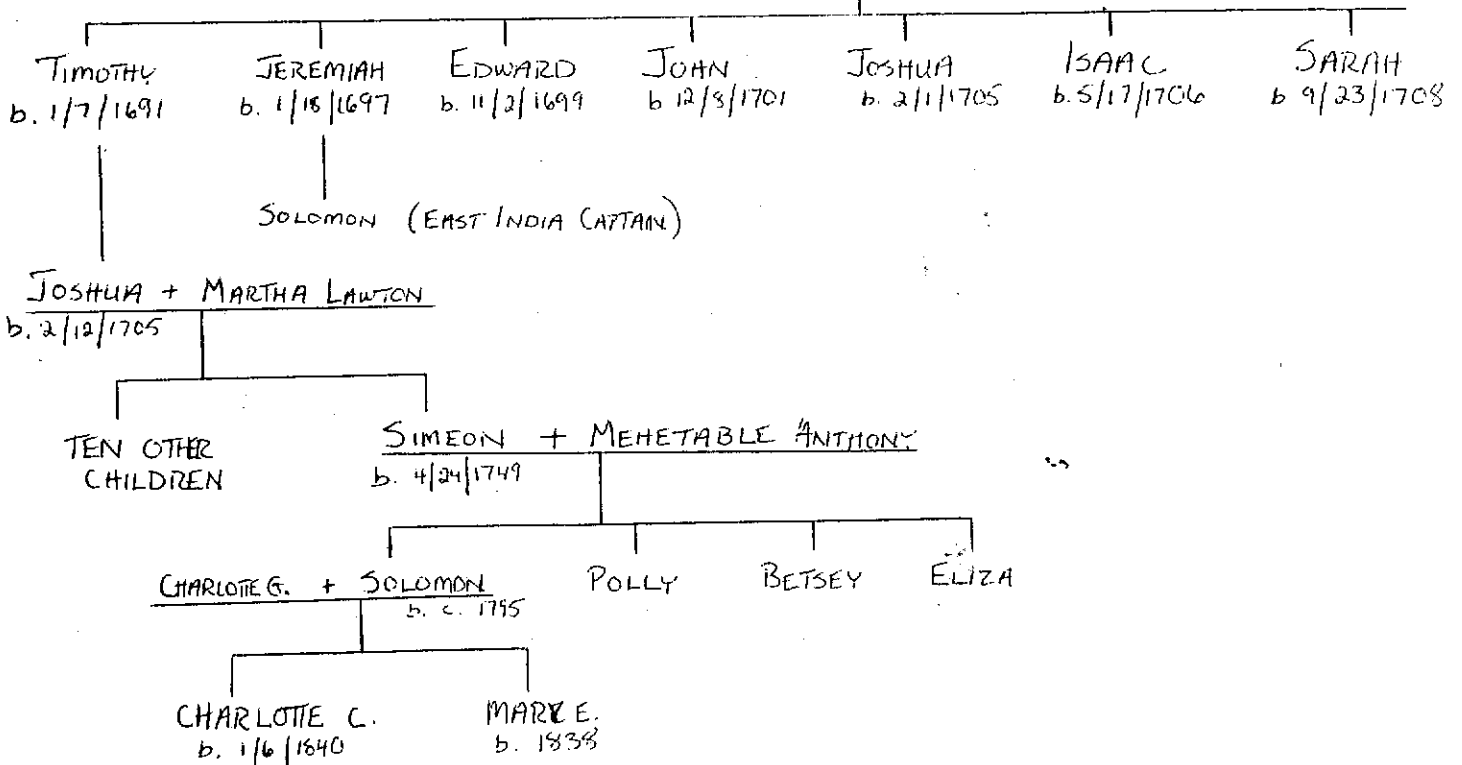 TIMOTHY JEREMIAH EDWARD JOHN JOSHUA ISAAC SARAH
b. 1/7/1691 b. 1/18/1697 b. 11/2/1699 b 12/8/1701 b. 2/1/1705 b. 5/17/1706 b 9/23/1708
SOLOMON (EAST INDIA CAPTAIN)
JOSHUA + MARTHA LAWTON
b. 2/12/1705
TEN OTHER
CHILDREN
SIMEON + MEHETABLE ANTHONY
b. 4/24/1749
CHARLOTTE G. + SOLOMON POLLY BETSEY ELIZA
b. c. 1795
CHARLOTTE C. MARK E.
b. 1/6/1840 b. 1838